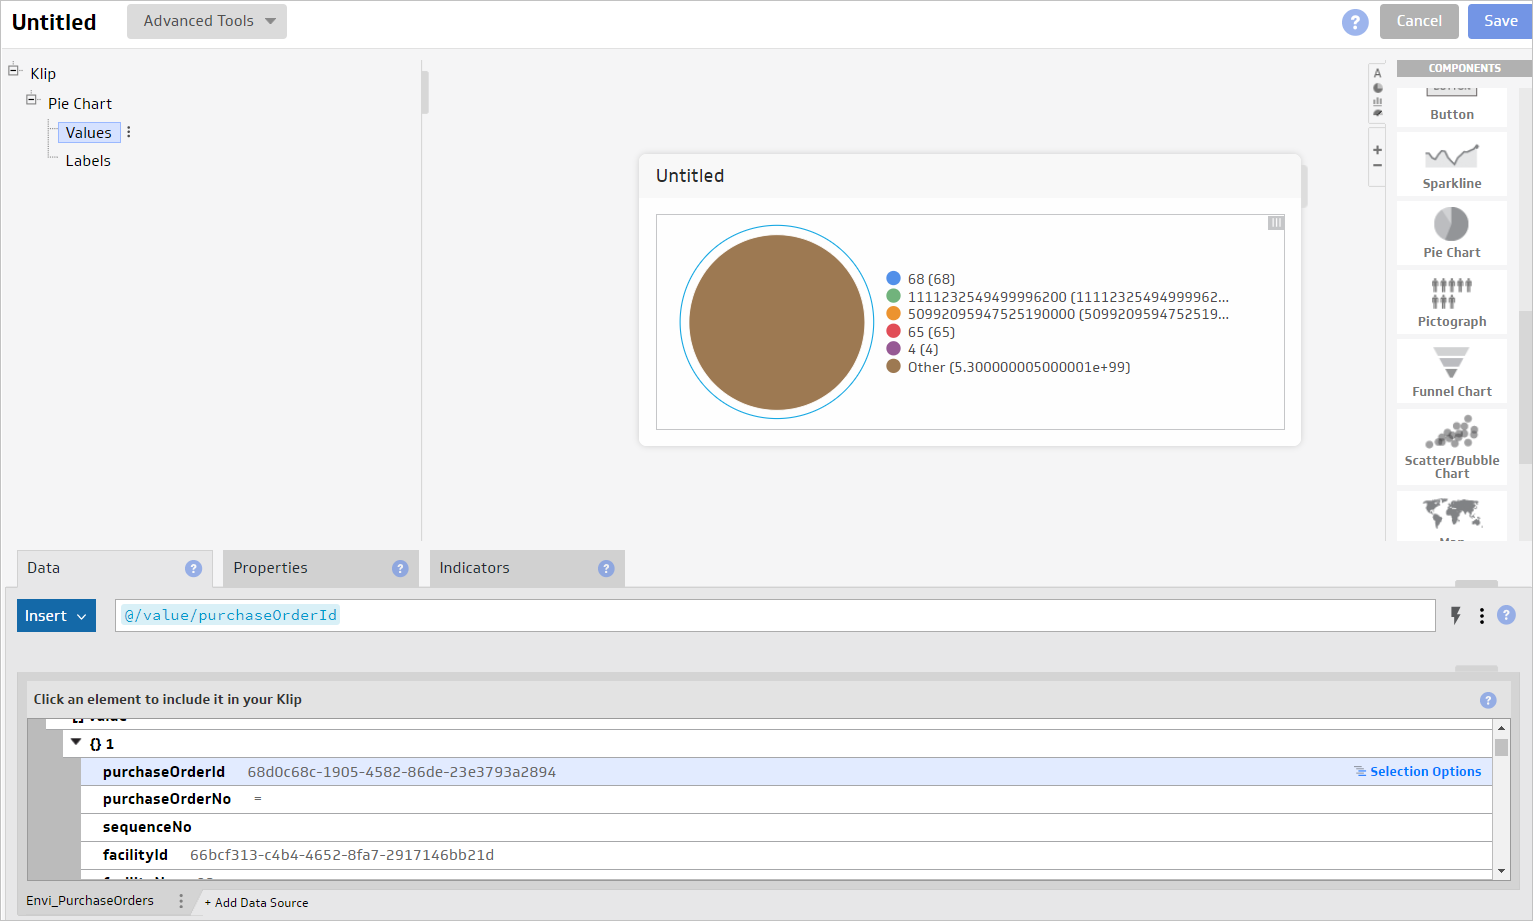 Untitled
Advanced Tools
?
Cancel
Save
Klip
Pie Chart
Values
Labels
A
+
−
COMPONENTS
Button
Sparkline
Pie Chart
Pictograph
Funnel Chart
Scatter/Bubble
Chart
Untitled
68 (68)
1111232549499996200 (11112325494999962...
50992095947525190000 (5099209594752519...
65 (65)
4 (4)
Other (5.300000005000001e+99)
Data ?
Properties ?
Indicators ?
Insert
@/value/purchaseOrderId
?
Click an element to include it in your Klip
?
[] value
{} 1
purchaseOrderId 68d0c68c-1905-4582-86de-23e3793a2894
Selection Options
purchaseOrderNo =
sequenceNo
facilityId 66bcf313-c4b4-4652-8fa7-2917146bb21d
Envi_PurchaseOrders
+ Add Data Source